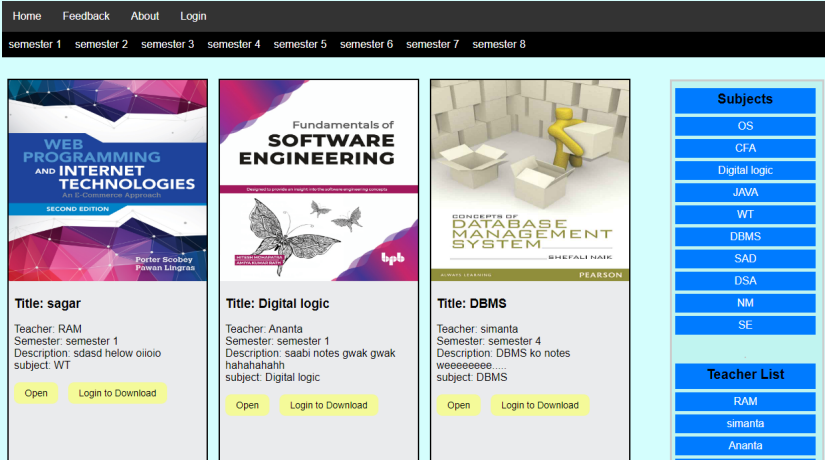 Home Feedback About Login
semester 1 semester 2 semester 3 semester 4 semester 5 semester 6 semester 7 semester 8
WEB
PROGRAMMING
AND INTERNET
TECHNOLOGIES
An E-Commerce Approach
SECOND EDITION
Porter Scobey
Pawan Lingras
Title: sagar
Teacher: RAM
Semester: semester 1
Description: sdasd helow oiioio
subject: WT
Open Login to Download
Fundamentals of
SOFTWARE
ENGINEERING
Designed to provide an insight into the software engineering concepts
HITESH MOHAPATRA
AMIYA KUMAR RATH
bpb
Title: Digital logic
Teacher: Ananta
Semester: semester 1
Description: saabi notes gwak gwak
hahahahahh
subject: Digital logic
Open Login to Download
CONCEPTS OF
DATABASE
MANAGEMENT
SYSTEM
SHEFALI NAIK
ALWAYS LEARNING PEARSON
Title: DBMS
Teacher: simanta
Semester: semester 4
Description: DBMS ko notes
weeeeeeee.....
subject: DBMS
Open Login to Download
Subjects
OS
CFA
Digital logic
JAVA
WT
DBMS
SAD
DSA
NM
SE
Teacher List
RAM
simanta
Ananta